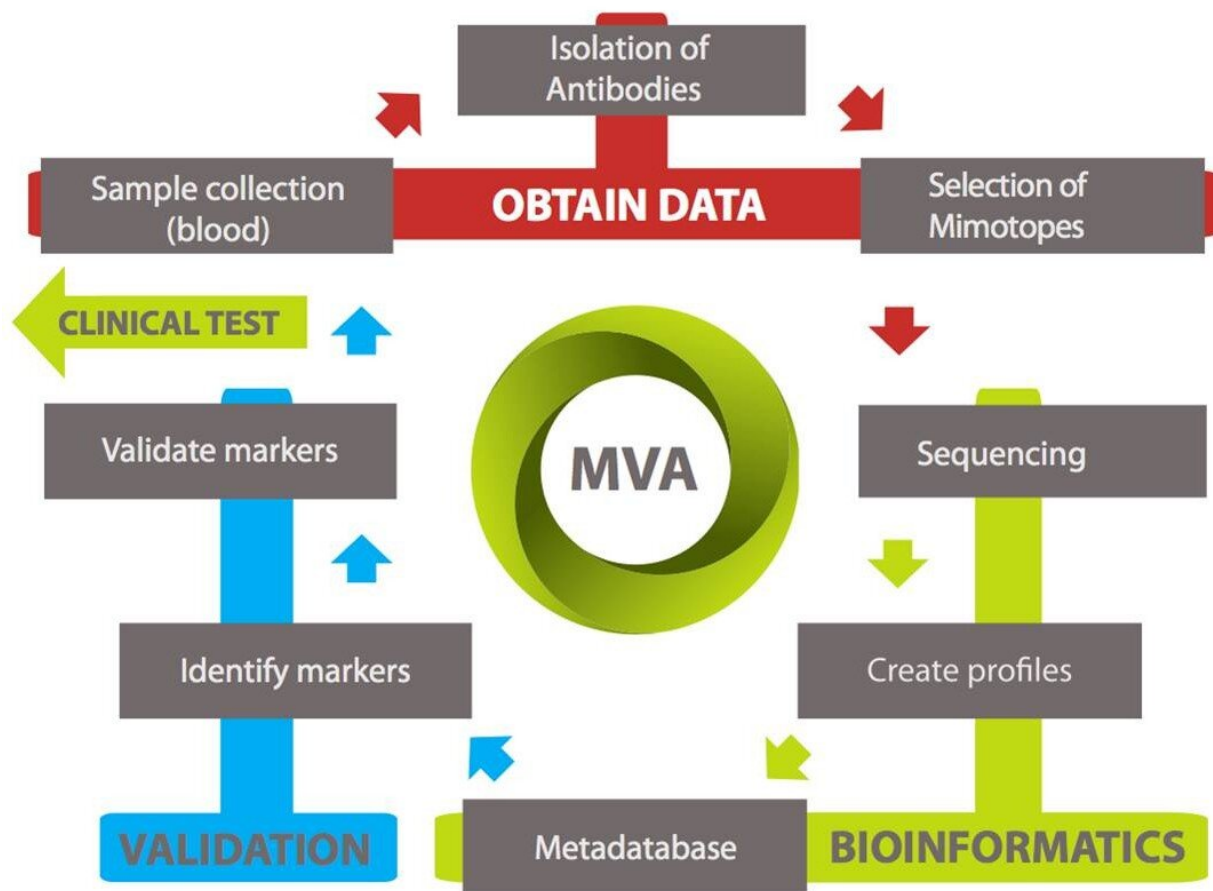 Isolation of
Antibodies
Sample collection
(blood)
OBTAIN DATA
Selection of
Mimotopes
CLINICAL TEST
MVA
Validate markers
Sequencing
Identify markers
Create profiles
VALIDATION
Metadatabase
BIOINFORMATICS